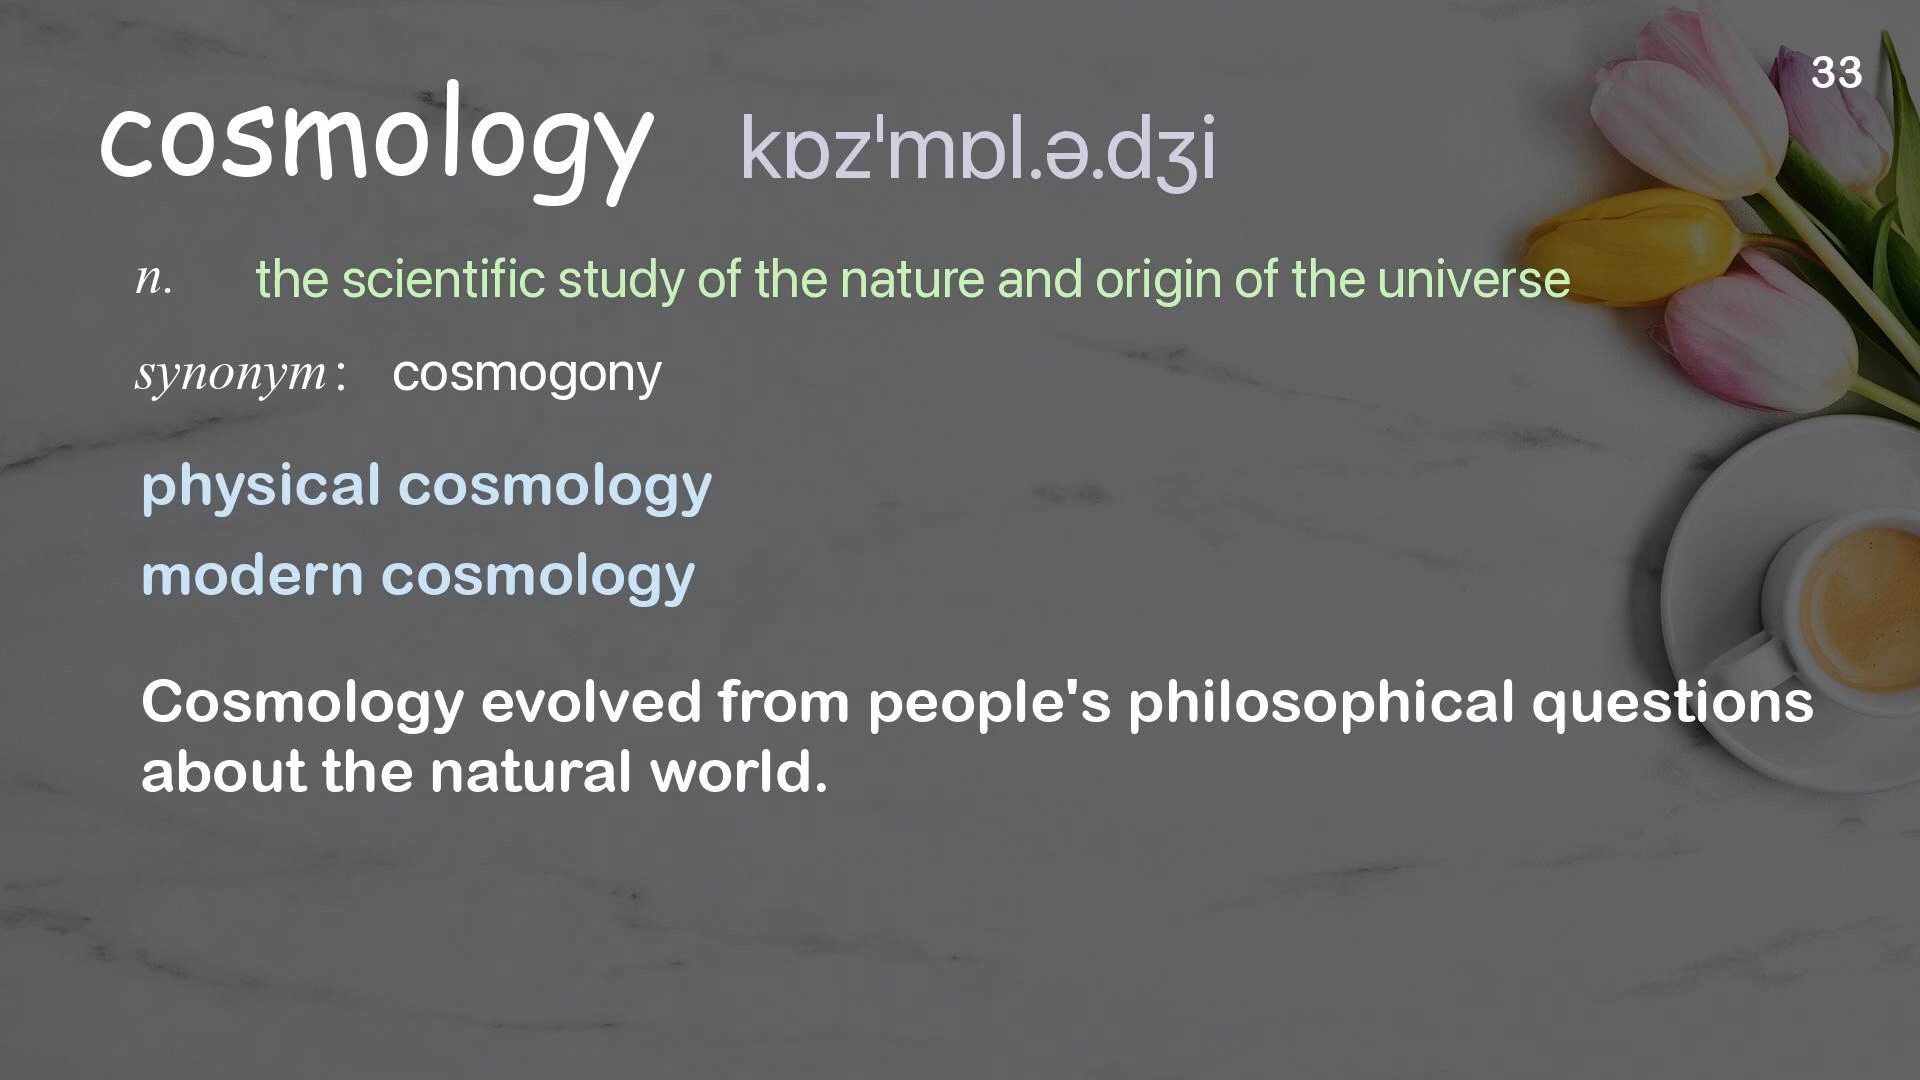 33
cosmology kɒzˈmɒl.ə.dʒi
n. the scientific study of the nature and origin of the universe
synonym: cosmogony
physical cosmology
modern cosmology
Cosmology evolved from people's philosophical questions
about the natural world.